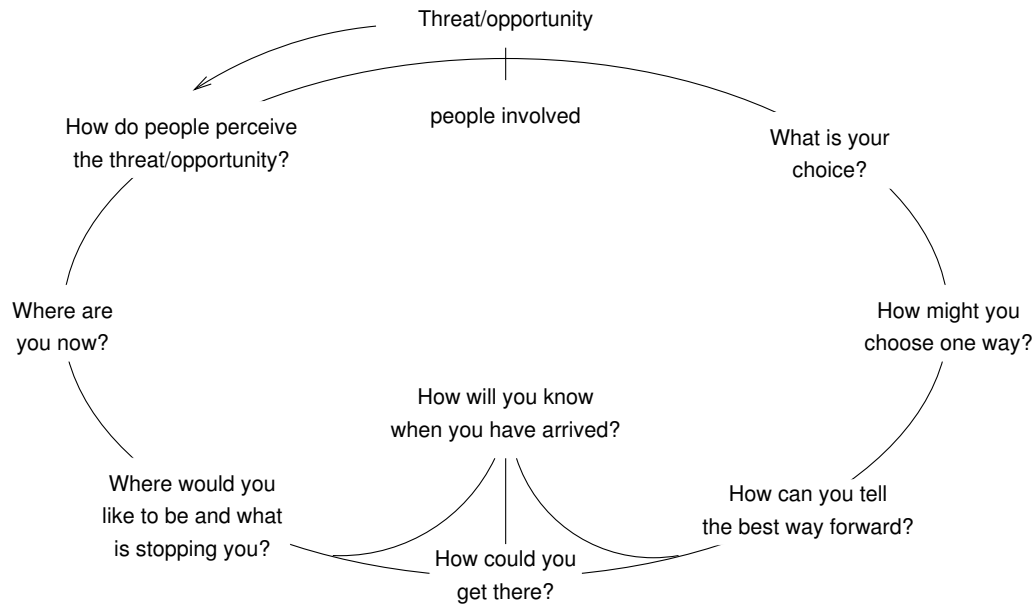 Threat/opportunity
people involved
How do people perceive
the threat/opportunity?
What is your
choice?
Where are
you now?
How might you
choose one way?
How will you know
when you have arrived?
Where would you
like to be and what
is stopping you?
How can you tell
the best way forward?
How could you
get there?